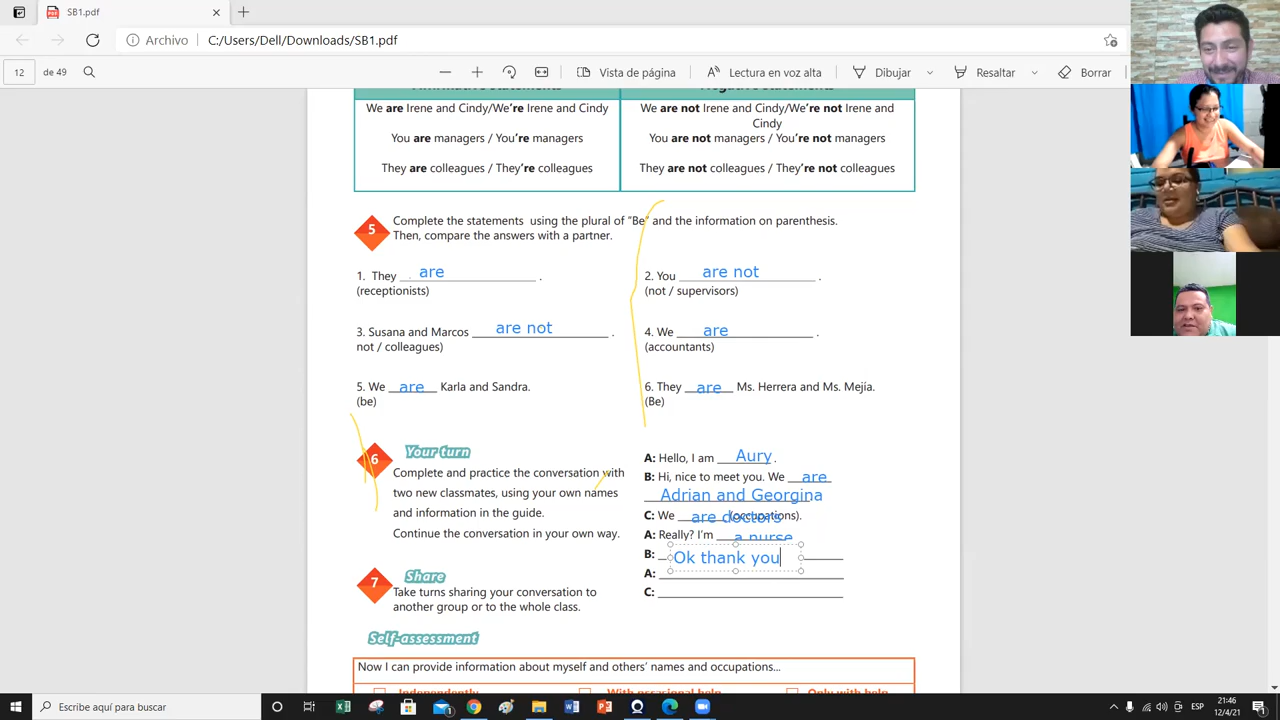 SB1.pdf
Archivo C:/Users/Dell/Downloads/SB1.pdf
12 de 49 Vista de página Lectura en voz alta Dibujar Resaltar Borrar
We are Irene and Cindy/We're Irene and Cindy
We are not Irene and Cindy/We're not Irene and
Cindy
You are managers / You're managers
You are not managers / You're not managers
They are colleagues / They're colleagues
They are not colleagues / They're not colleagues
5
Complete the statements using the plural of "Be" and the information on parenthesis.
Then, compare the answers with a partner.
1. They are .
(receptionists)
2. You are not .
(not / supervisors)
3. Susana and Marcos are not .
not / colleagues)
4. We are .
(accountants)
5. We are Karla and Sandra.
(be)
6. They are Ms. Herrera and Ms. Mejía.
(Be)
6
Your turn
Complete and practice the conversation with
two new classmates, using your own names
and information in the guide.
Continue the conversation in your own way.
A: Hello, I am Aury .
B: Hi, nice to meet you. We are
Adrian and Georgina
C: We are doctors (occupations).
A: Really? I'm a nurse
B: Ok thank you
A:
C:
7
Share
Take turns sharing your conversation to
another group or to the whole class.
Self-assessment
Now I can provide information about myself and others' names and occupations...
Independently With occasional help Only with help
Escribe aquí para buscar
ESP
21:46
12/4/21